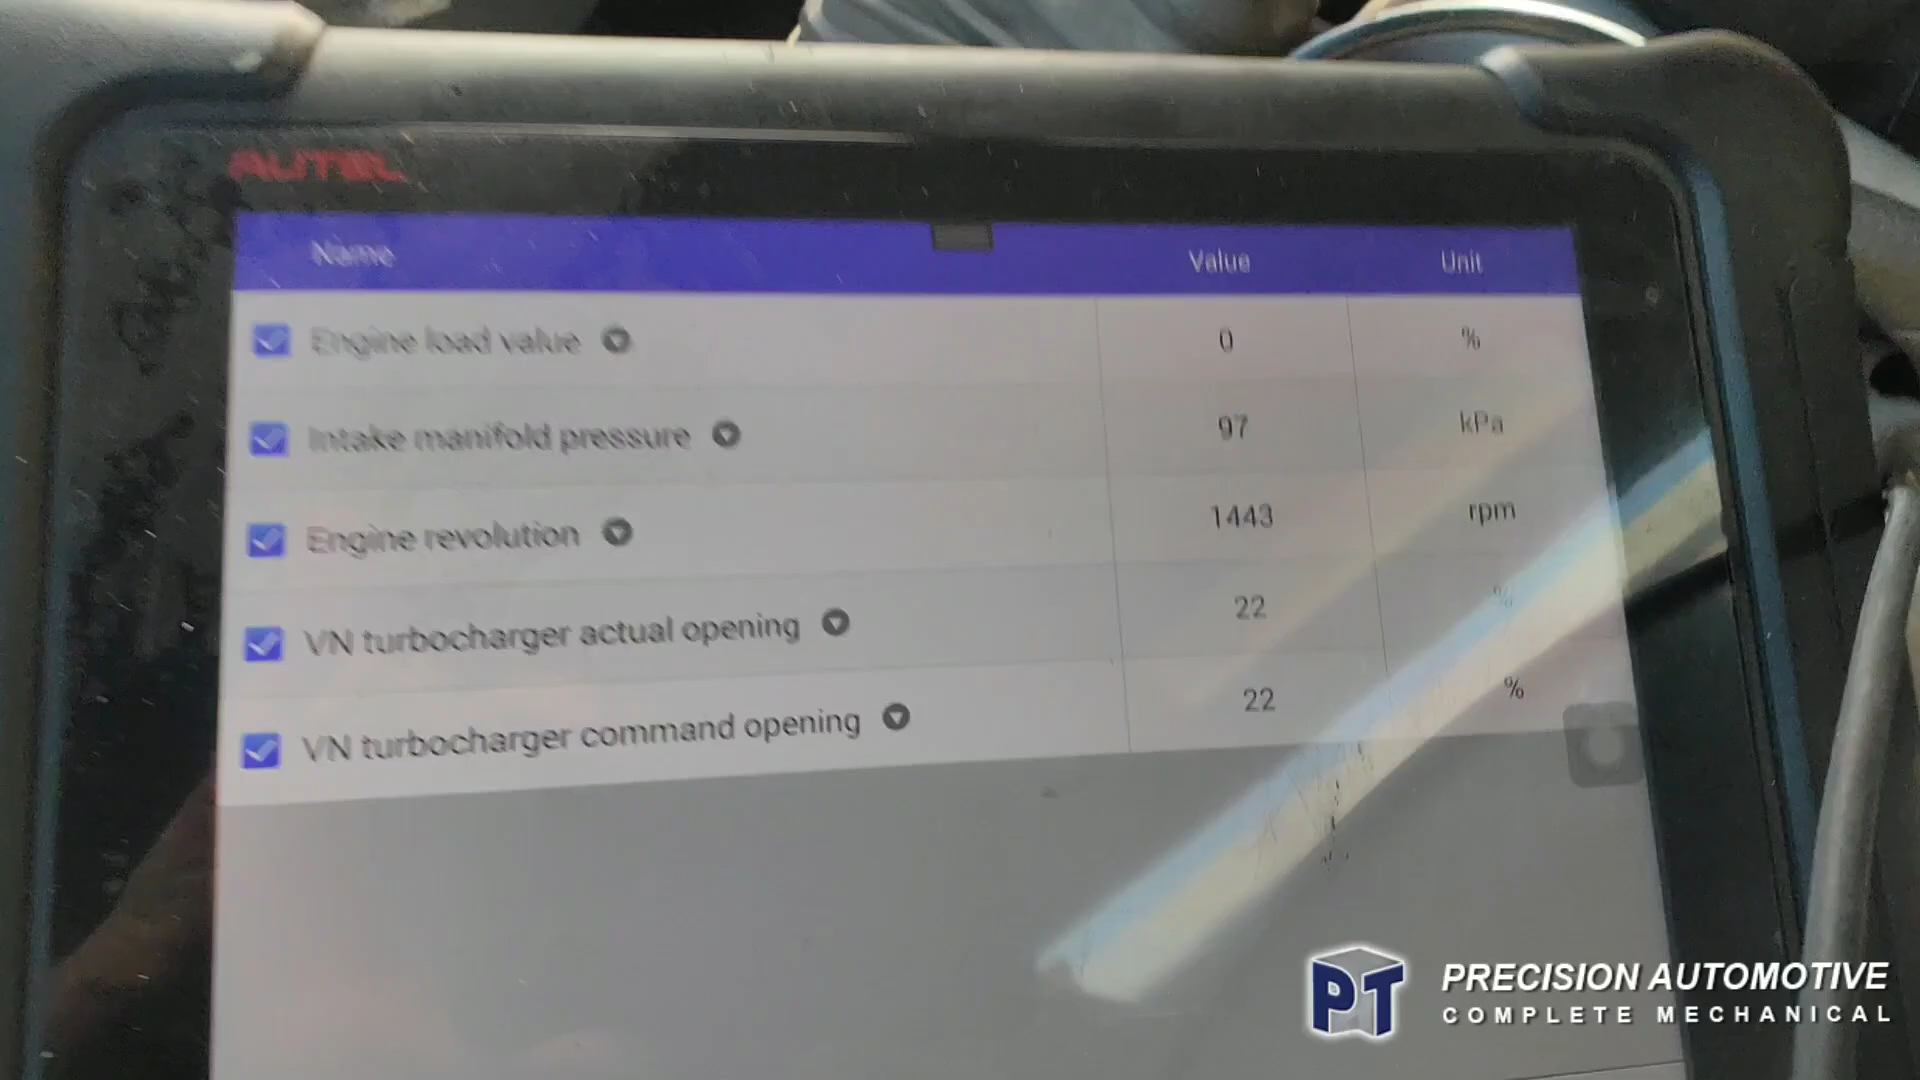 AUTEL
Name Value Unit
Engine load value 0 %
Intake manifold pressure 97 kPa
Engine revolution 1443 rpm
VN turbocharger actual opening 22 %
VN turbocharger command opening 22 %
PT PRECISION AUTOMOTIVE
COMPLETE MECHANICAL